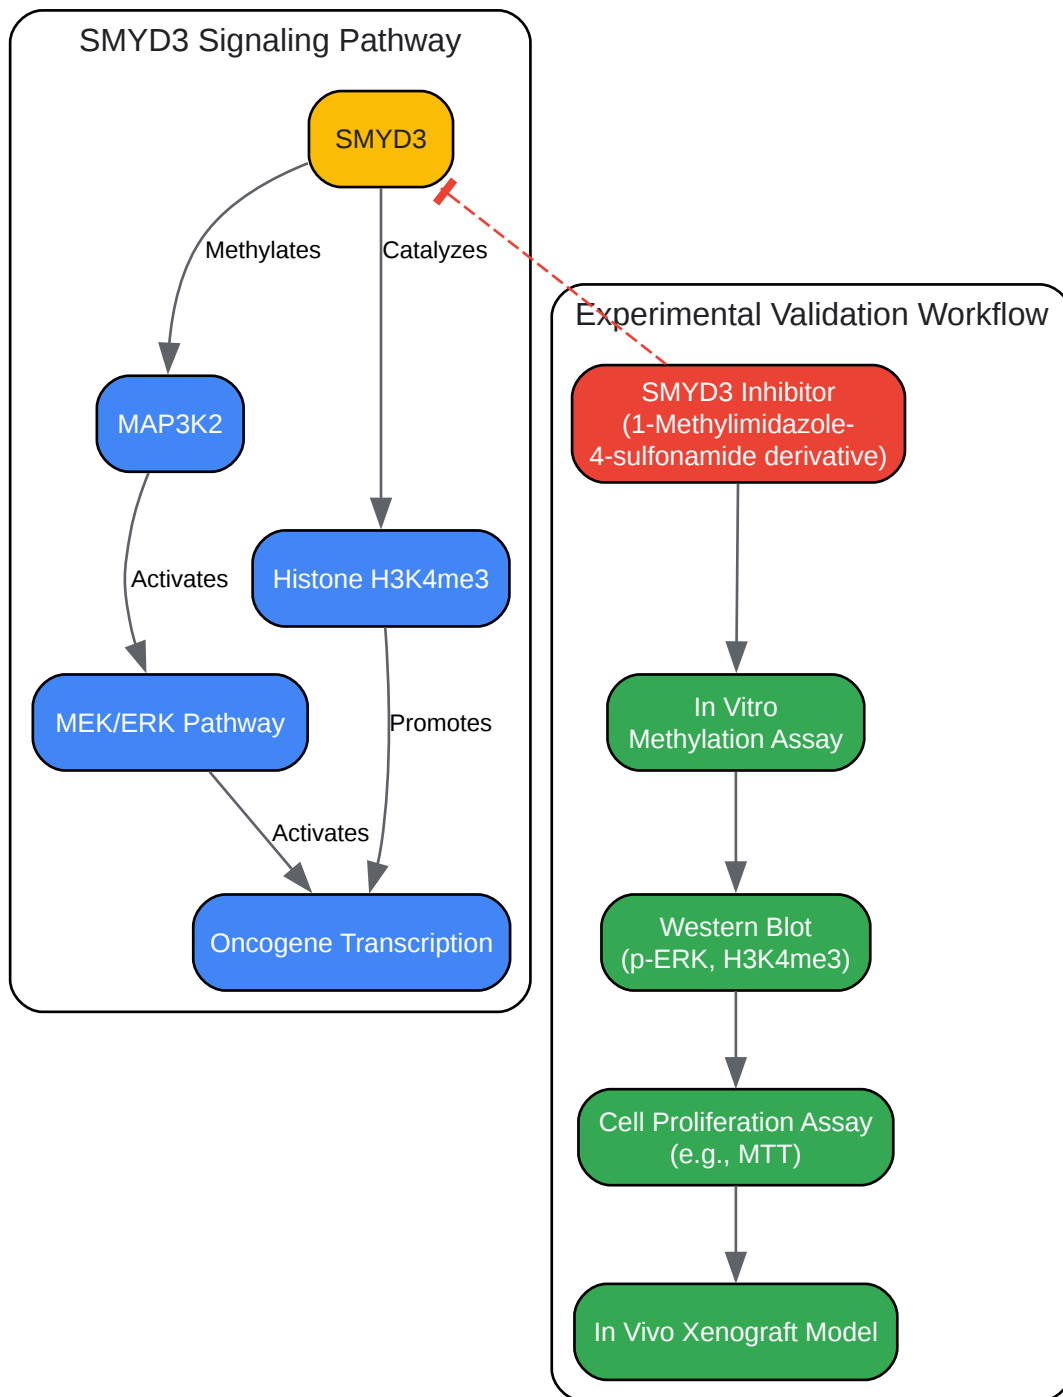 SMYD3 Signaling Pathway
SMYD3
Methylates
Catalyzes
MAP3K2
Activates
Histone H3K4me3
MEK/ERK Pathway
Promotes
Activates
Oncogene Transcription
Experimental Validation Workflow
SMYD3 Inhibitor
(1-Methylimidazole-
4-sulfonamide derivative)
In Vitro
Methylation Assay
Western Blot
(p-ERK, H3K4me3)
Cell Proliferation Assay
(e.g., MTT)
In Vivo Xenograft Model